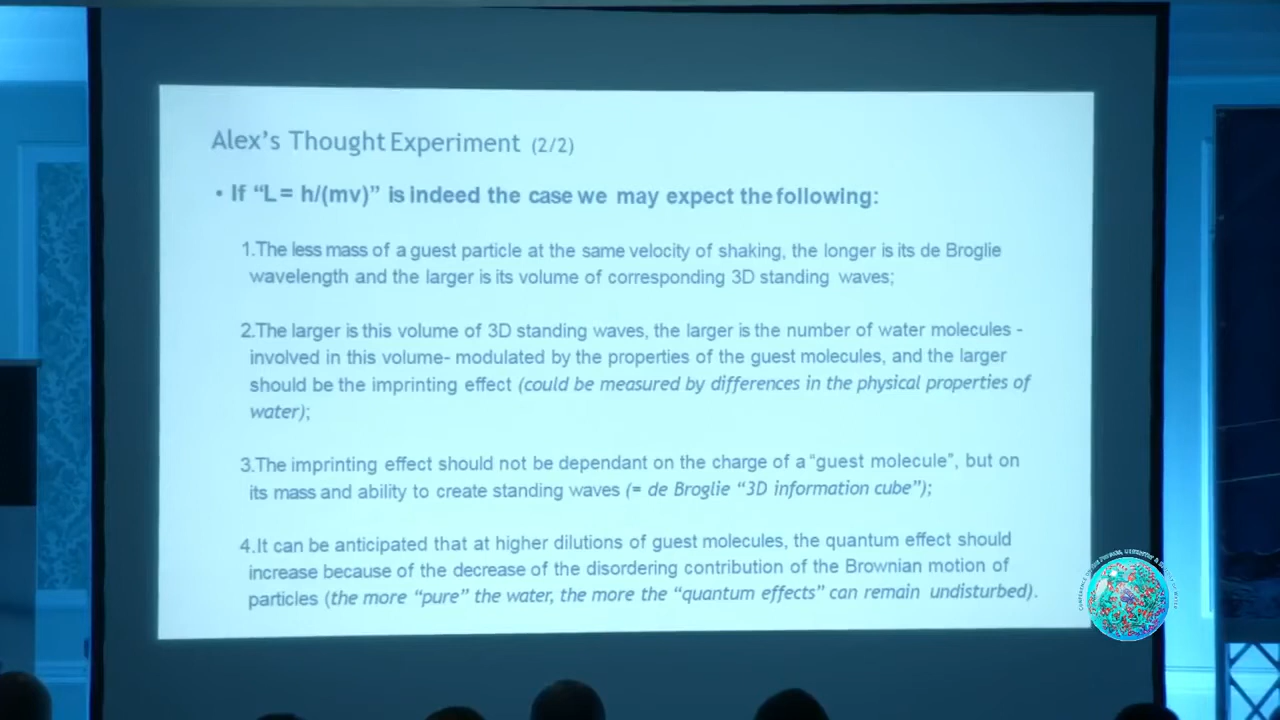 Alex's Thought Experiment (2/2)
• If “L= h/(mv)” is indeed the case we may expect the following:
1.The less mass of a guest particle at the same velocity of shaking, the longer is its de Broglie
wavelength and the larger is its volume of corresponding 3D standing waves;
2.The larger is this volume of 3D standing waves, the larger is the number of water molecules -
involved in this volume- modulated by the properties of the guest molecules, and the larger
should be the imprinting effect (could be measured by differences in the physical properties of
water);
3.The imprinting effect should not be dependant on the charge of a “guest molecule”, but on
its mass and ability to create standing waves (= de Broglie “3D information cube”);
4.It can be anticipated that at higher dilutions of guest molecules, the quantum effect should
increase because of the decrease of the disordering contribution of the Brownian motion of
particles (the more “pure” the water, the more the “quantum effects” can remain undisturbed).